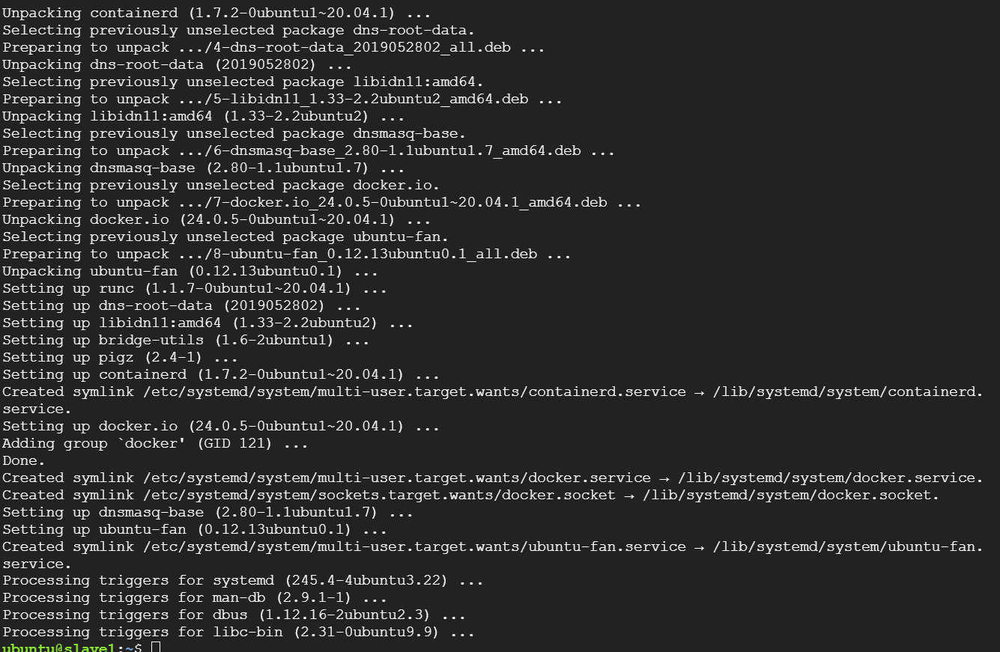 Unpacking containerd (1.7.2-0ubuntu1~20.04.1) ...
Selecting previously unselected package dns-root-data.
Preparing to unpack .../4-dns-root-data_2019052802_all.deb ...
Unpacking dns-root-data (2019052802) ...
Selecting previously unselected package libidn11:amd64.
Preparing to unpack .../5-libidn11_1.33-2.2ubuntu2_amd64.deb ...
Unpacking libidn11:amd64 (1.33-2.2ubuntu2) ...
Selecting previously unselected package dnsmasq-base.
Preparing to unpack .../6-dnsmasq-base_2.80-1.1ubuntu1.7_amd64.deb ...
Unpacking dnsmasq-base (2.80-1.1ubuntu1.7) ...
Selecting previously unselected package docker.io.
Preparing to unpack .../7-docker.io_24.0.5-0ubuntu1~20.04.1_amd64.deb ...
Unpacking docker.io (24.0.5-0ubuntu1~20.04.1) ...
Selecting previously unselected package ubuntu-fan.
Preparing to unpack .../8-ubuntu-fan_0.12.13ubuntu0.1_all.deb ...
Unpacking ubuntu-fan (0.12.13ubuntu0.1) ...
Setting up runc (1.1.7-0ubuntu1~20.04.1) ...
Setting up dns-root-data (2019052802) ...
Setting up libidn11:amd64 (1.33-2.2ubuntu2) ...
Setting up bridge-utils (1.6-2ubuntu1) ...
Setting up pigz (2.4-1) ...
Setting up containerd (1.7.2-0ubuntu1~20.04.1) ...
Created symlink /etc/systemd/system/multi-user.target.wants/containerd.service → /lib/systemd/system/containerd.
service.
Setting up docker.io (24.0.5-0ubuntu1~20.04.1) ...
Adding group `docker' (GID 121) ...
Done.
Created symlink /etc/systemd/system/multi-user.target.wants/docker.service → /lib/systemd/system/docker.service.
Created symlink /etc/systemd/system/sockets.target.wants/docker.socket → /lib/systemd/system/docker.socket.
Setting up dnsmasq-base (2.80-1.1ubuntu1.7) ...
Setting up ubuntu-fan (0.12.13ubuntu0.1) ...
Created symlink /etc/systemd/system/multi-user.target.wants/ubuntu-fan.service → /lib/systemd/system/ubuntu-fan.
service.
Processing triggers for systemd (245.4-4ubuntu3.22) ...
Processing triggers for man-db (2.9.1-1) ...
Processing triggers for dbus (1.12.16-2ubuntu2.3) ...
Processing triggers for libc-bin (2.31-0ubuntu9.9) ...
ubuntu@slave1:~$